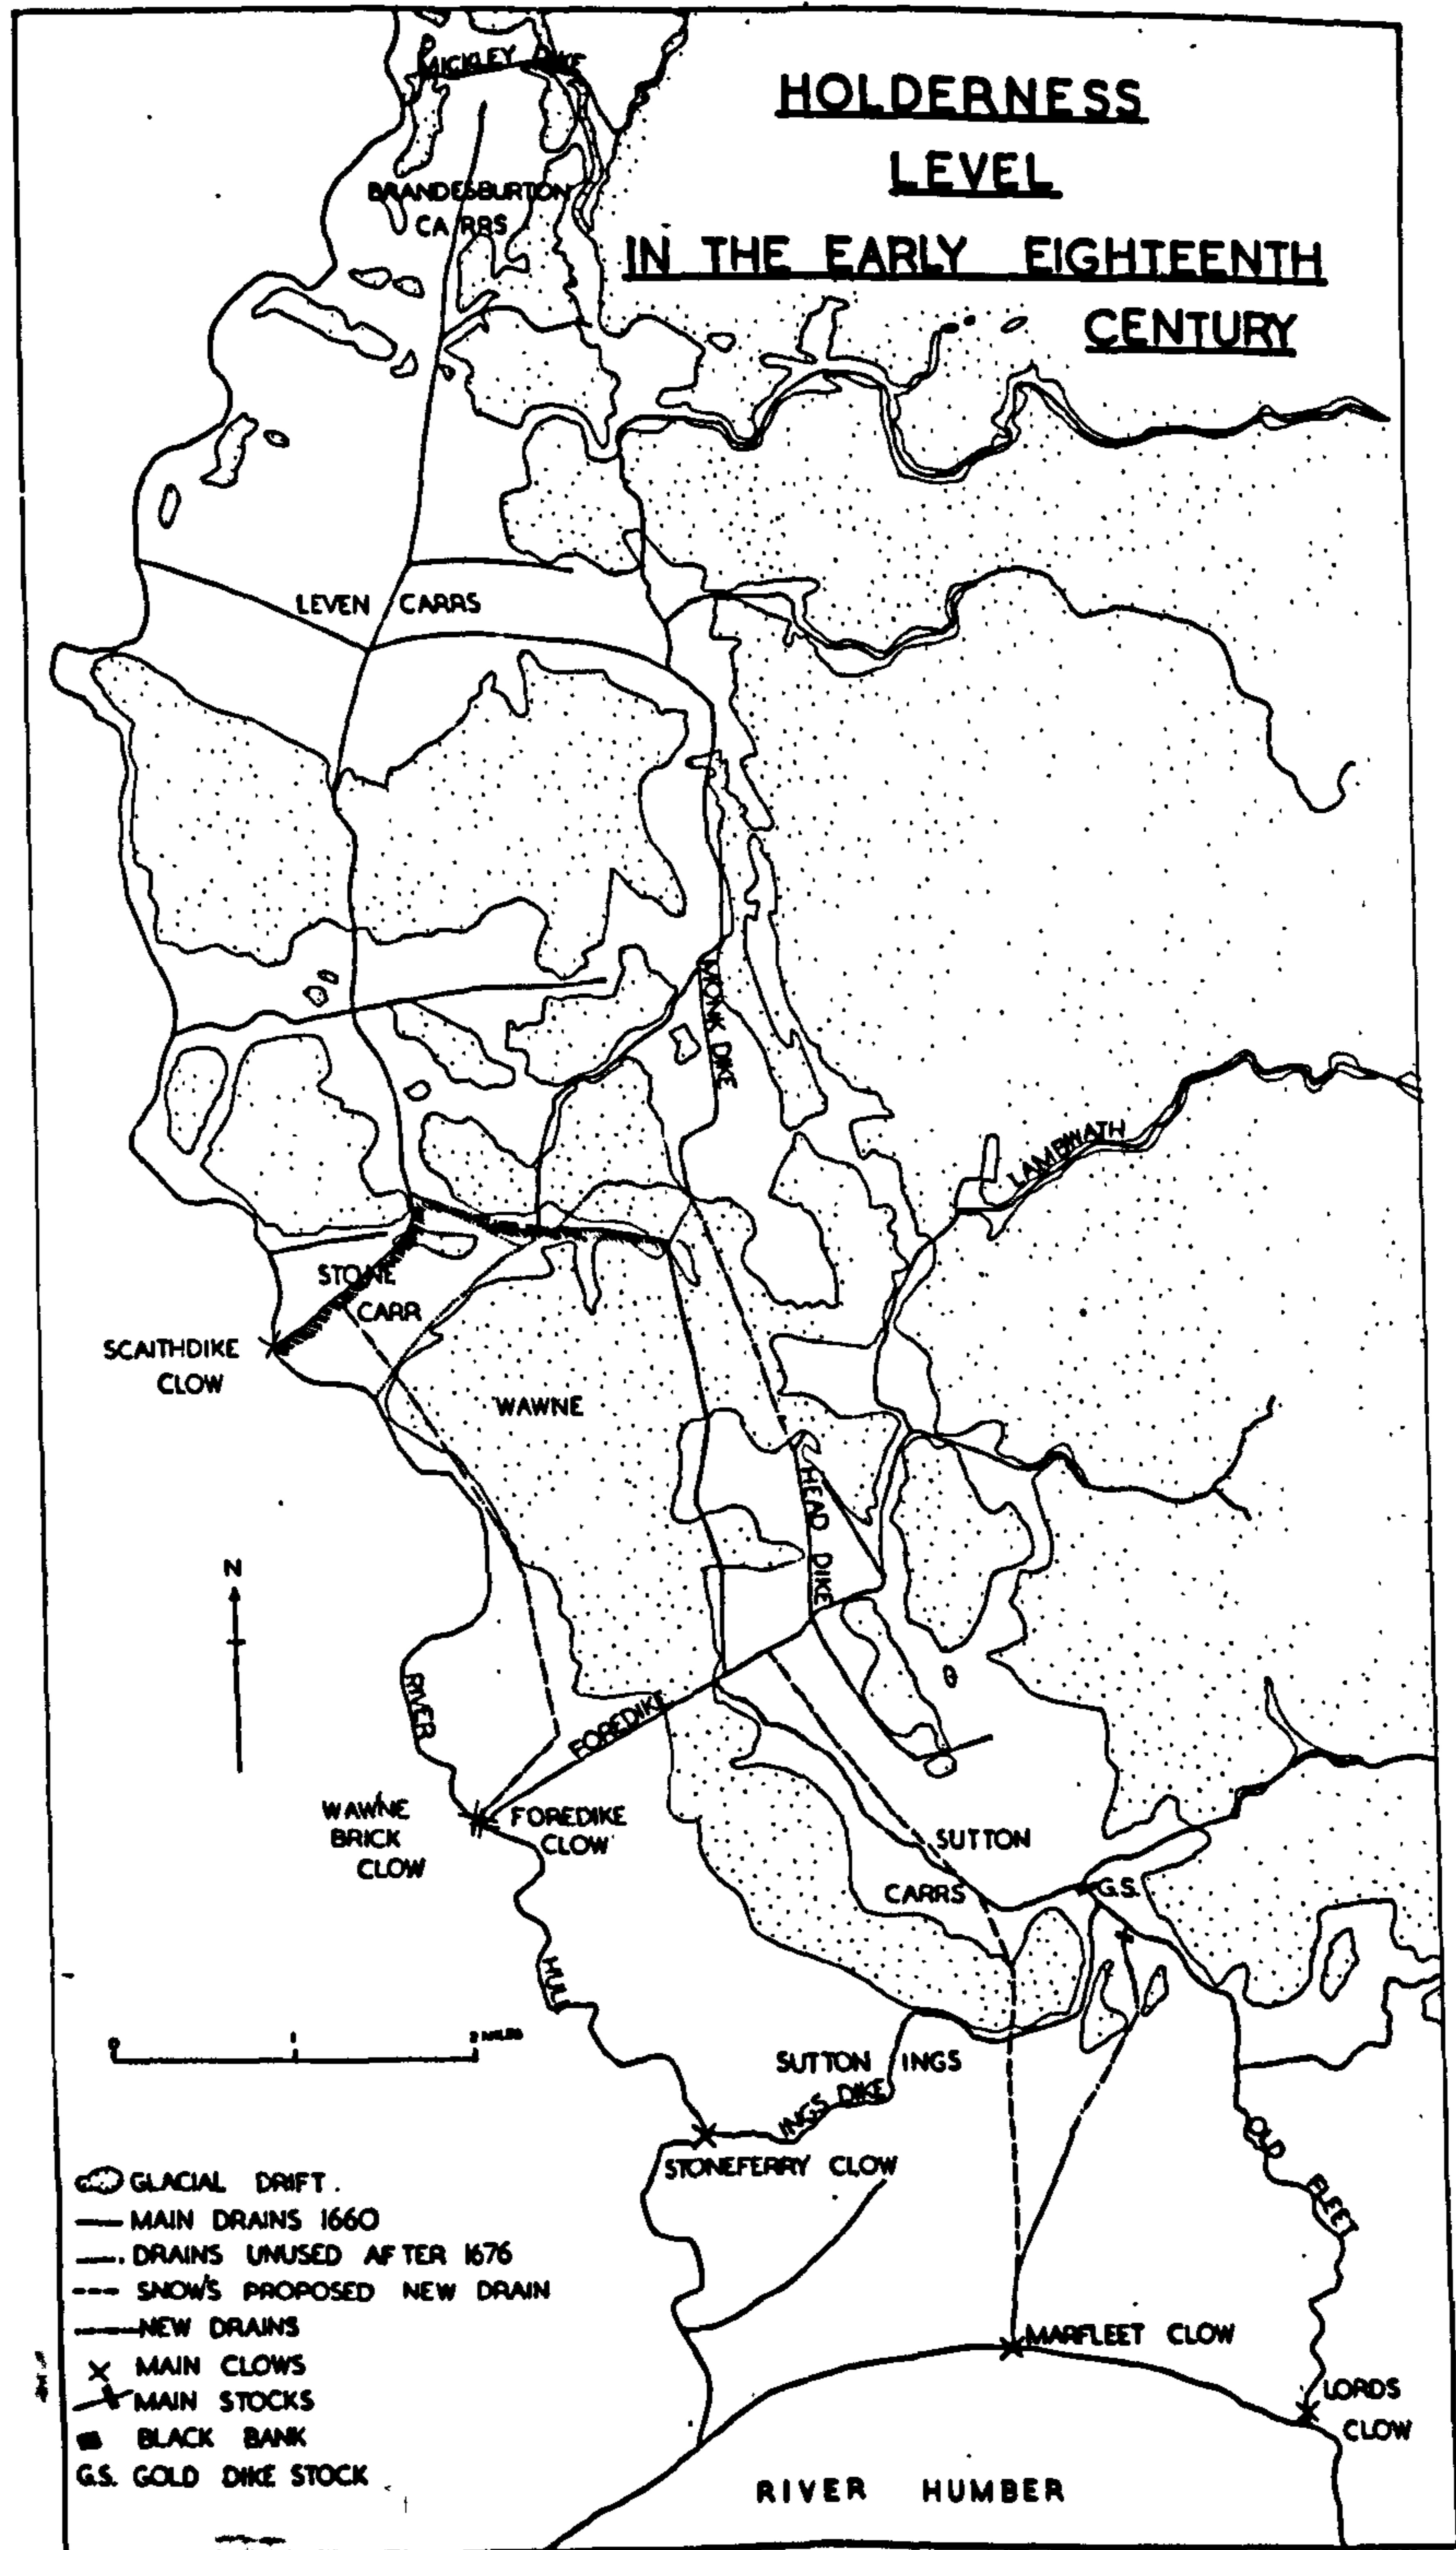 HOLDERNESS
LEVEL
IN THE EARLY EIGHTEENTH
CENTURY
MICKLEY DIKE
BRANDESBURTON
CARRS
LEVEN CARRS
MONK DIKE
LAMBWATH
STONE
CARR
SCAITHDIKE
CLOW
WAWNE
HEAD DIKE
N
RIVER
FOREDIKE
WAWNE
BRICK
CLOW
FOREDIKE
CLOW
SUTTON
CARRS
G.S.
HULL
0
2 MILES
SUTTON INGS
INGS DIKE
STONEFERRY CLOW
OLD FLEET
GLACIAL DRIFT.
MAIN DRAINS 1660
DRAINS UNUSED AFTER 1676
SNOW'S PROPOSED NEW DRAIN
NEW DRAINS
MAIN CLOWS
MAIN STOCKS
BLACK BANK
G.S. GOLD DIKE STOCK
MARFLEET CLOW
LORDS
CLOW
RIVER HUMBER